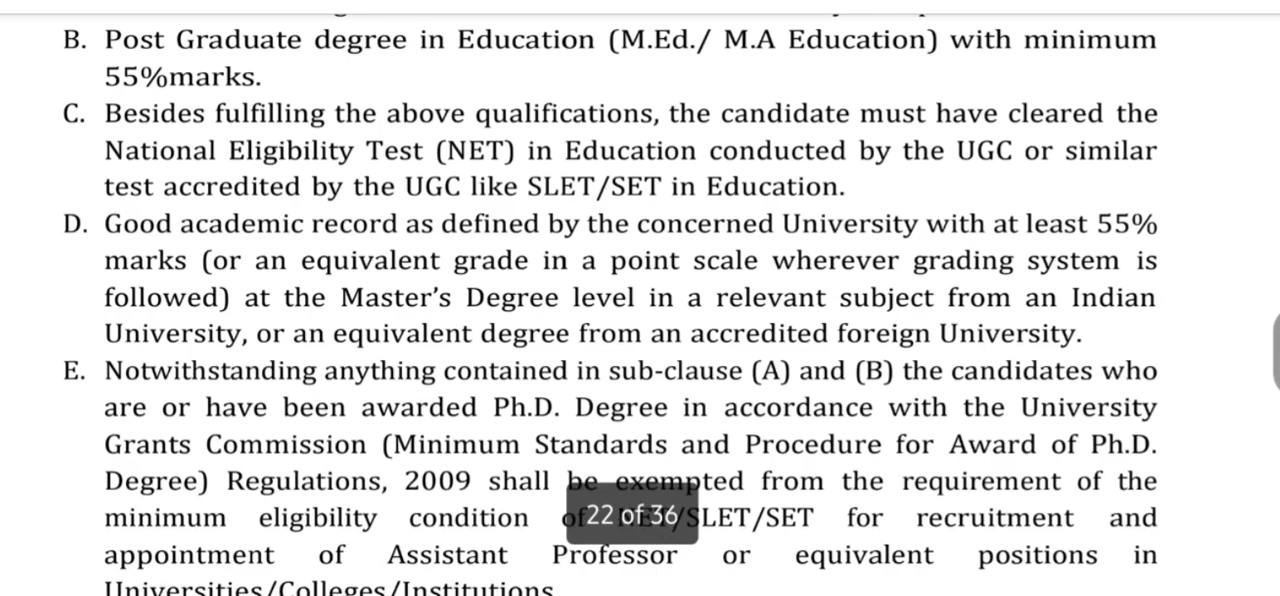 B. Post Graduate degree in Education (M.Ed./ M.A Education) with minimum
55%marks.
C. Besides fulfilling the above qualifications, the candidate must have cleared the
National Eligibility Test (NET) in Education conducted by the UGC or similar
test accredited by the UGC like SLET/SET in Education.
D. Good academic record as defined by the concerned University with at least 55%
marks (or an equivalent grade in a point scale wherever grading system is
followed) at the Master’s Degree level in a relevant subject from an Indian
University, or an equivalent degree from an accredited foreign University.
E. Notwithstanding anything contained in sub-clause (A) and (B) the candidates who
are or have been awarded Ph.D. Degree in accordance with the University
Grants Commission (Minimum Standards and Procedure for Award of Ph.D.
Degree) Regulations, 2009 shall be exempted from the requirement of the
minimum eligibility condition of NET/SLET/SET for recruitment and
22 of 36
appointment of Assistant Professor or equivalent positions in
Universities/Colleges/Institutions